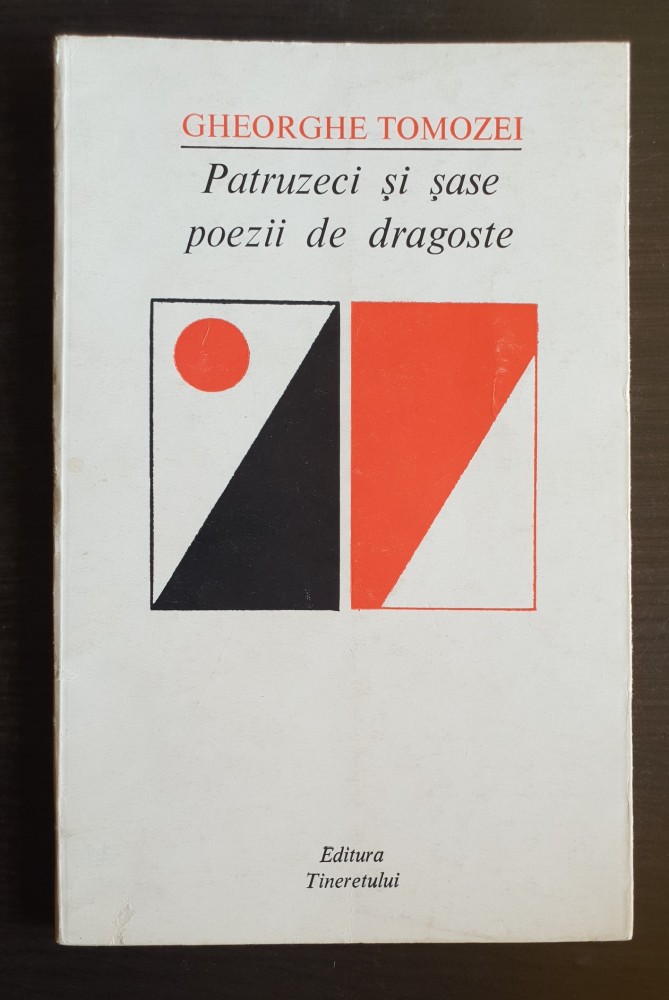 GHEORGHE TOMOZEI
Patruzeci și șase
poezii de dragoste
Editura
Tineretului